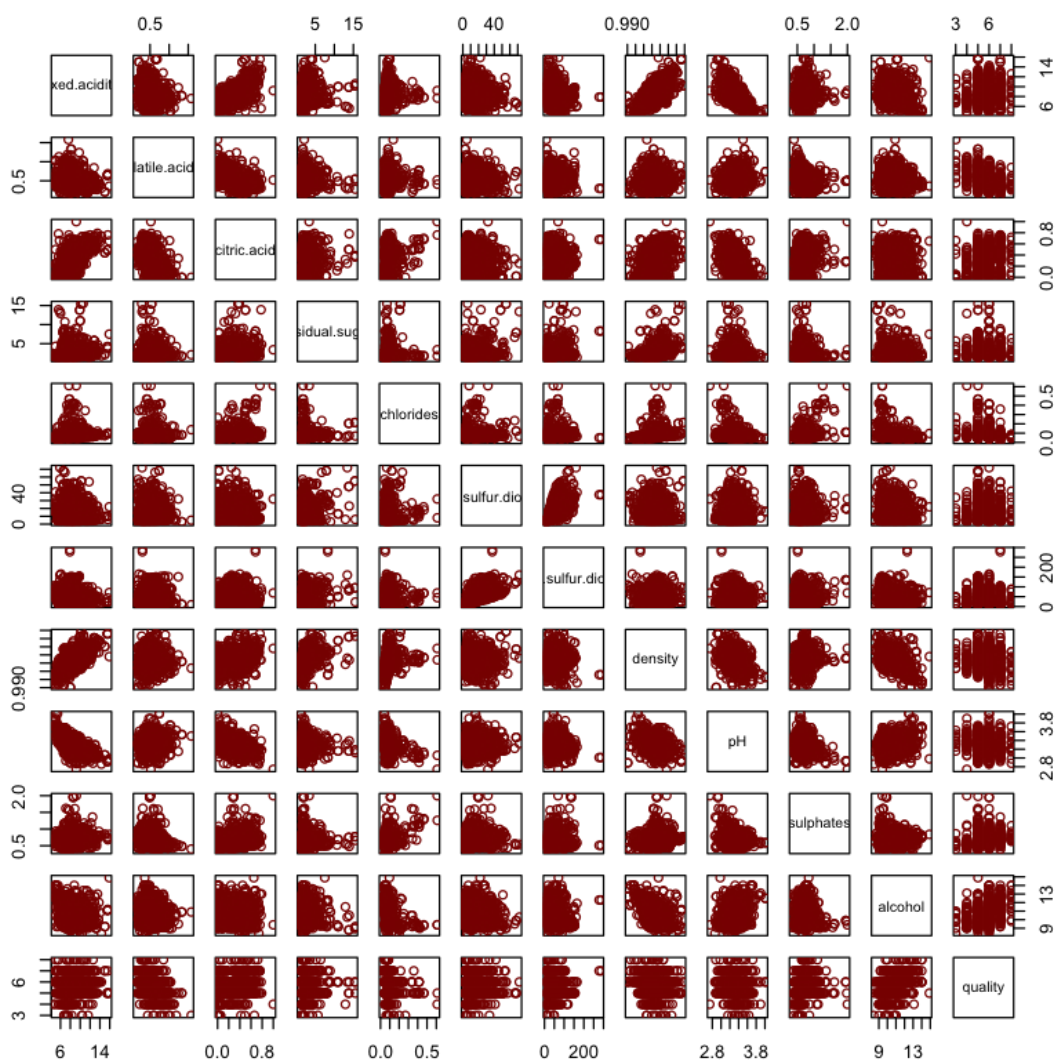 0.5 5 15 0 40 0.990 0.5 2.0 3 6
xed.acidit 6 14
0.5 latile.acid
citric.acid 0.0 0.8
5 15 sidual.sug
chlorides 0.0 0.5
0 40 sulfur.dio
.sulfur.dic 0 200
0.990 density
pH 2.8 3.8
0.5 2.0 sulphates
alcohol 9 13
3 6 quality
6 14 0.0 0.8 0.0 0.5 0 200 2.8 3.8 9 13